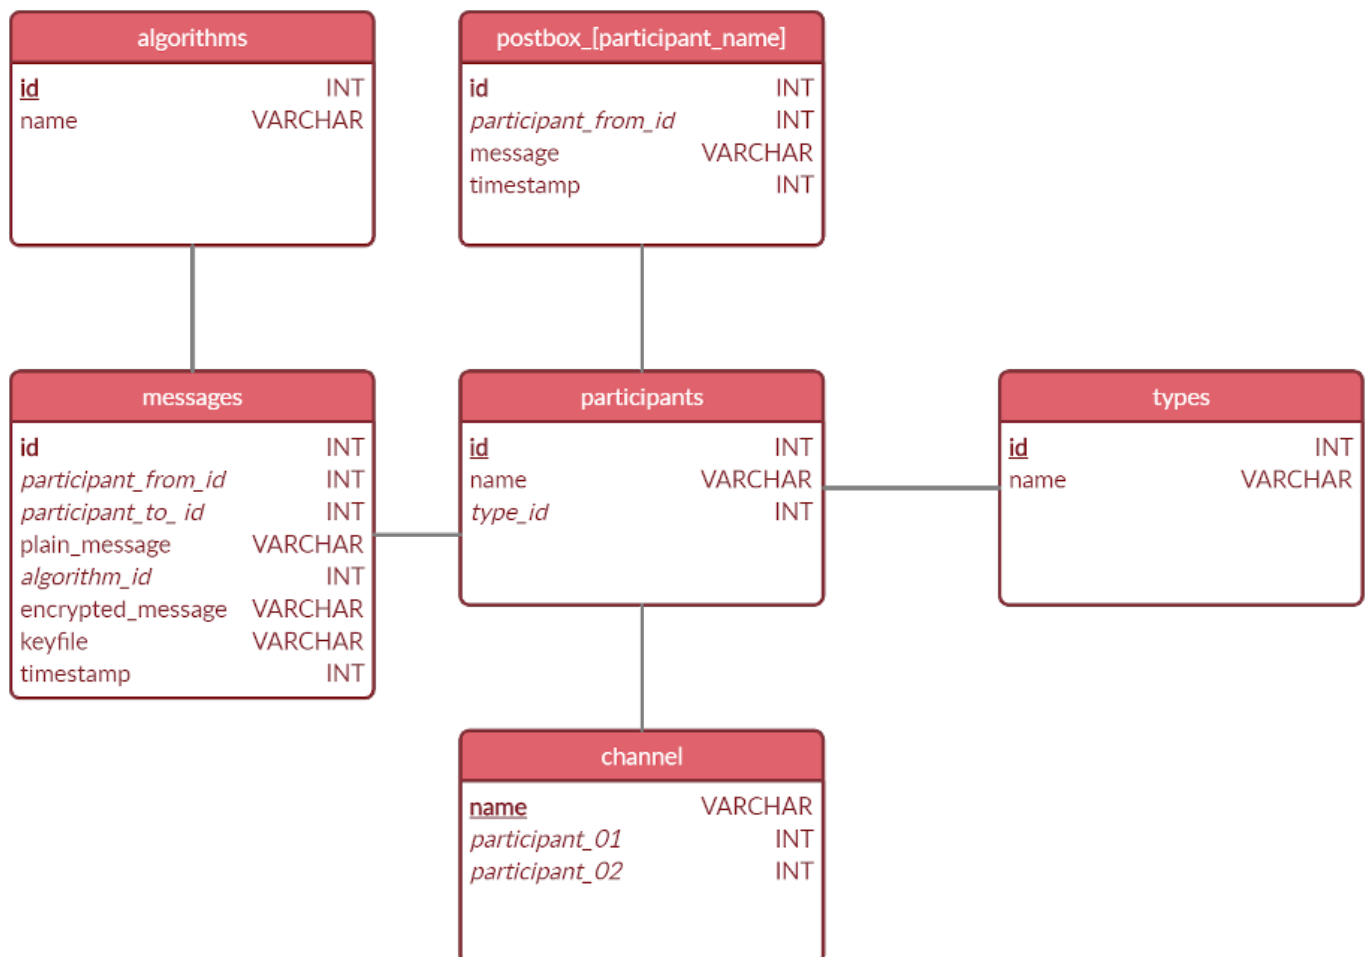 algorithms
id INT
name VARCHAR
postbox_[participant_name]
id INT
participant_from_id INT
message VARCHAR
timestamp INT
messages
id INT
participant_from_id INT
participant_to_ id INT
plain_message VARCHAR
algorithm_id INT
encrypted_message VARCHAR
keyfile VARCHAR
timestamp INT
participants
id INT
name VARCHAR
type_id INT
types
id INT
name VARCHAR
channel
name VARCHAR
participant_01 INT
participant_02 INT